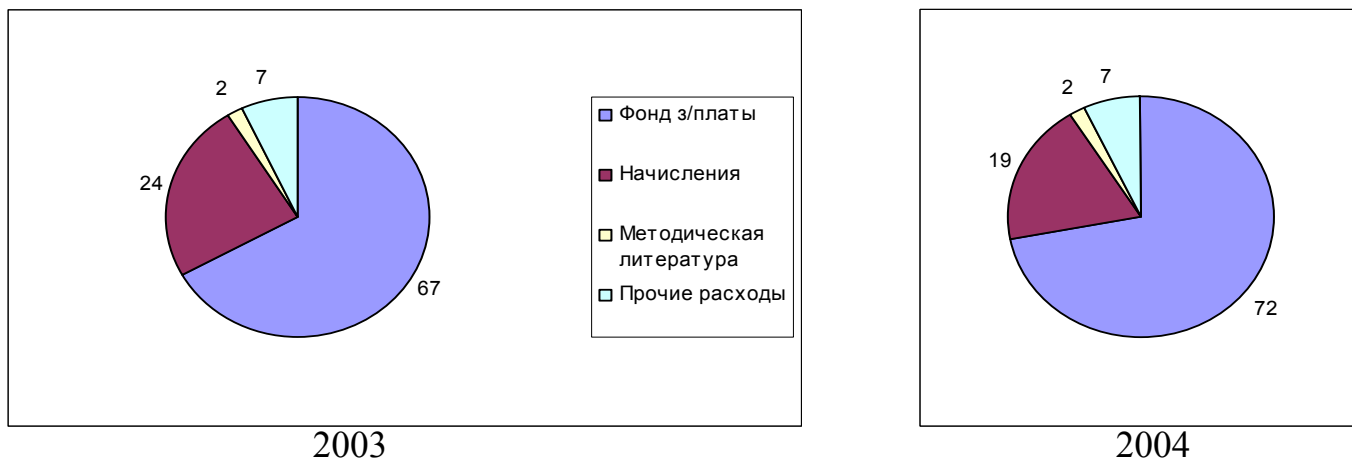 2
7
24
67
Фонд з/платы
Начисления
Методическая
литература
Прочие расходы
2003
2
7
19
72
2004